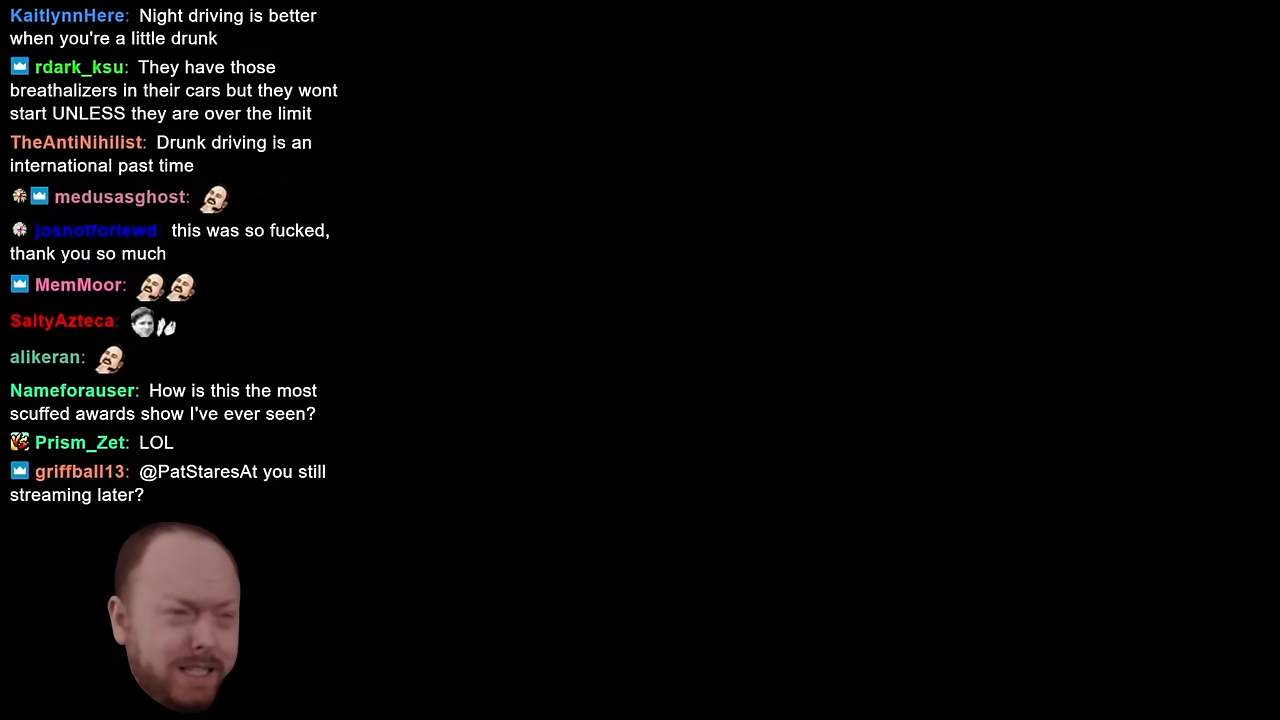 KaitlynnHere: Night driving is better
when you're a little drunk
rdark_ksu: They have those
breathalizers in their cars but they wont
start UNLESS they are over the limit
TheAntiNihilist: Drunk driving is an
international past time
medusasghost:
josnotforlewd this was so fucked,
thank you so much
MemMoor:
SaltyAzteca:
alikeran:
Nameforauser: How is this the most
scuffed awards show I've ever seen?
Prism_Zet: LOL
griffball13: @PatStaresAt you still
streaming later?